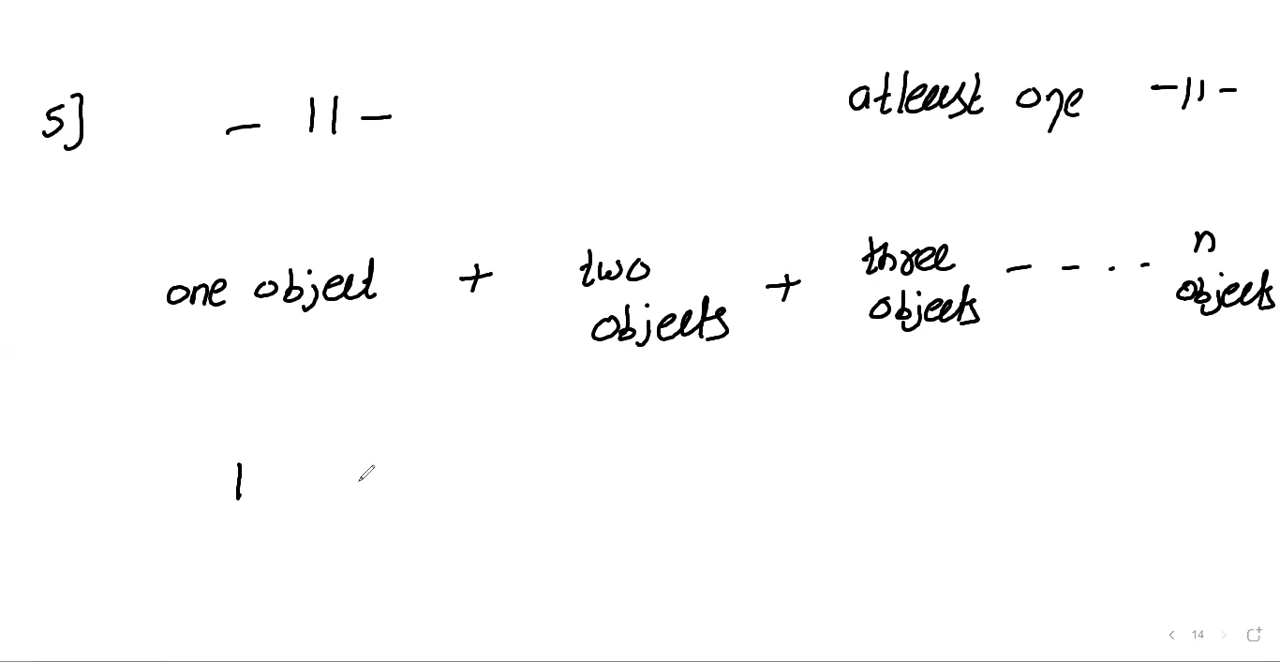 5] - 11 - atleast one -11-
one object + two objects + three objects - - . . - n objects
1
14